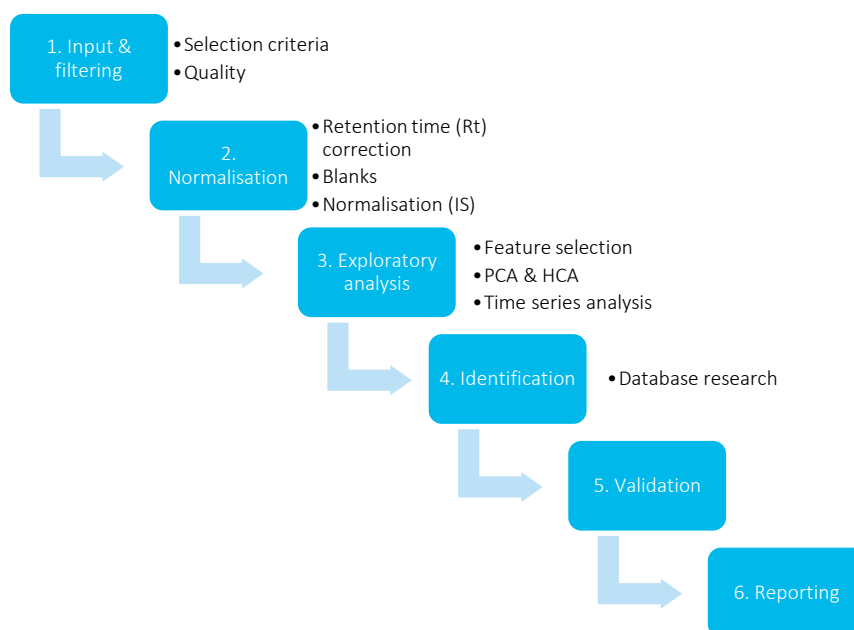 1. Input &
filtering
•Selection criteria
•Quality
2.
Normalisation
•Retention time (Rt)
correction
•Blanks
•Normalisation (IS)
3. Exploratory
analysis
•Feature selection
•PCA & HCA
•Time series analysis
4. Identification
•Database research
5. Validation
6. Reporting